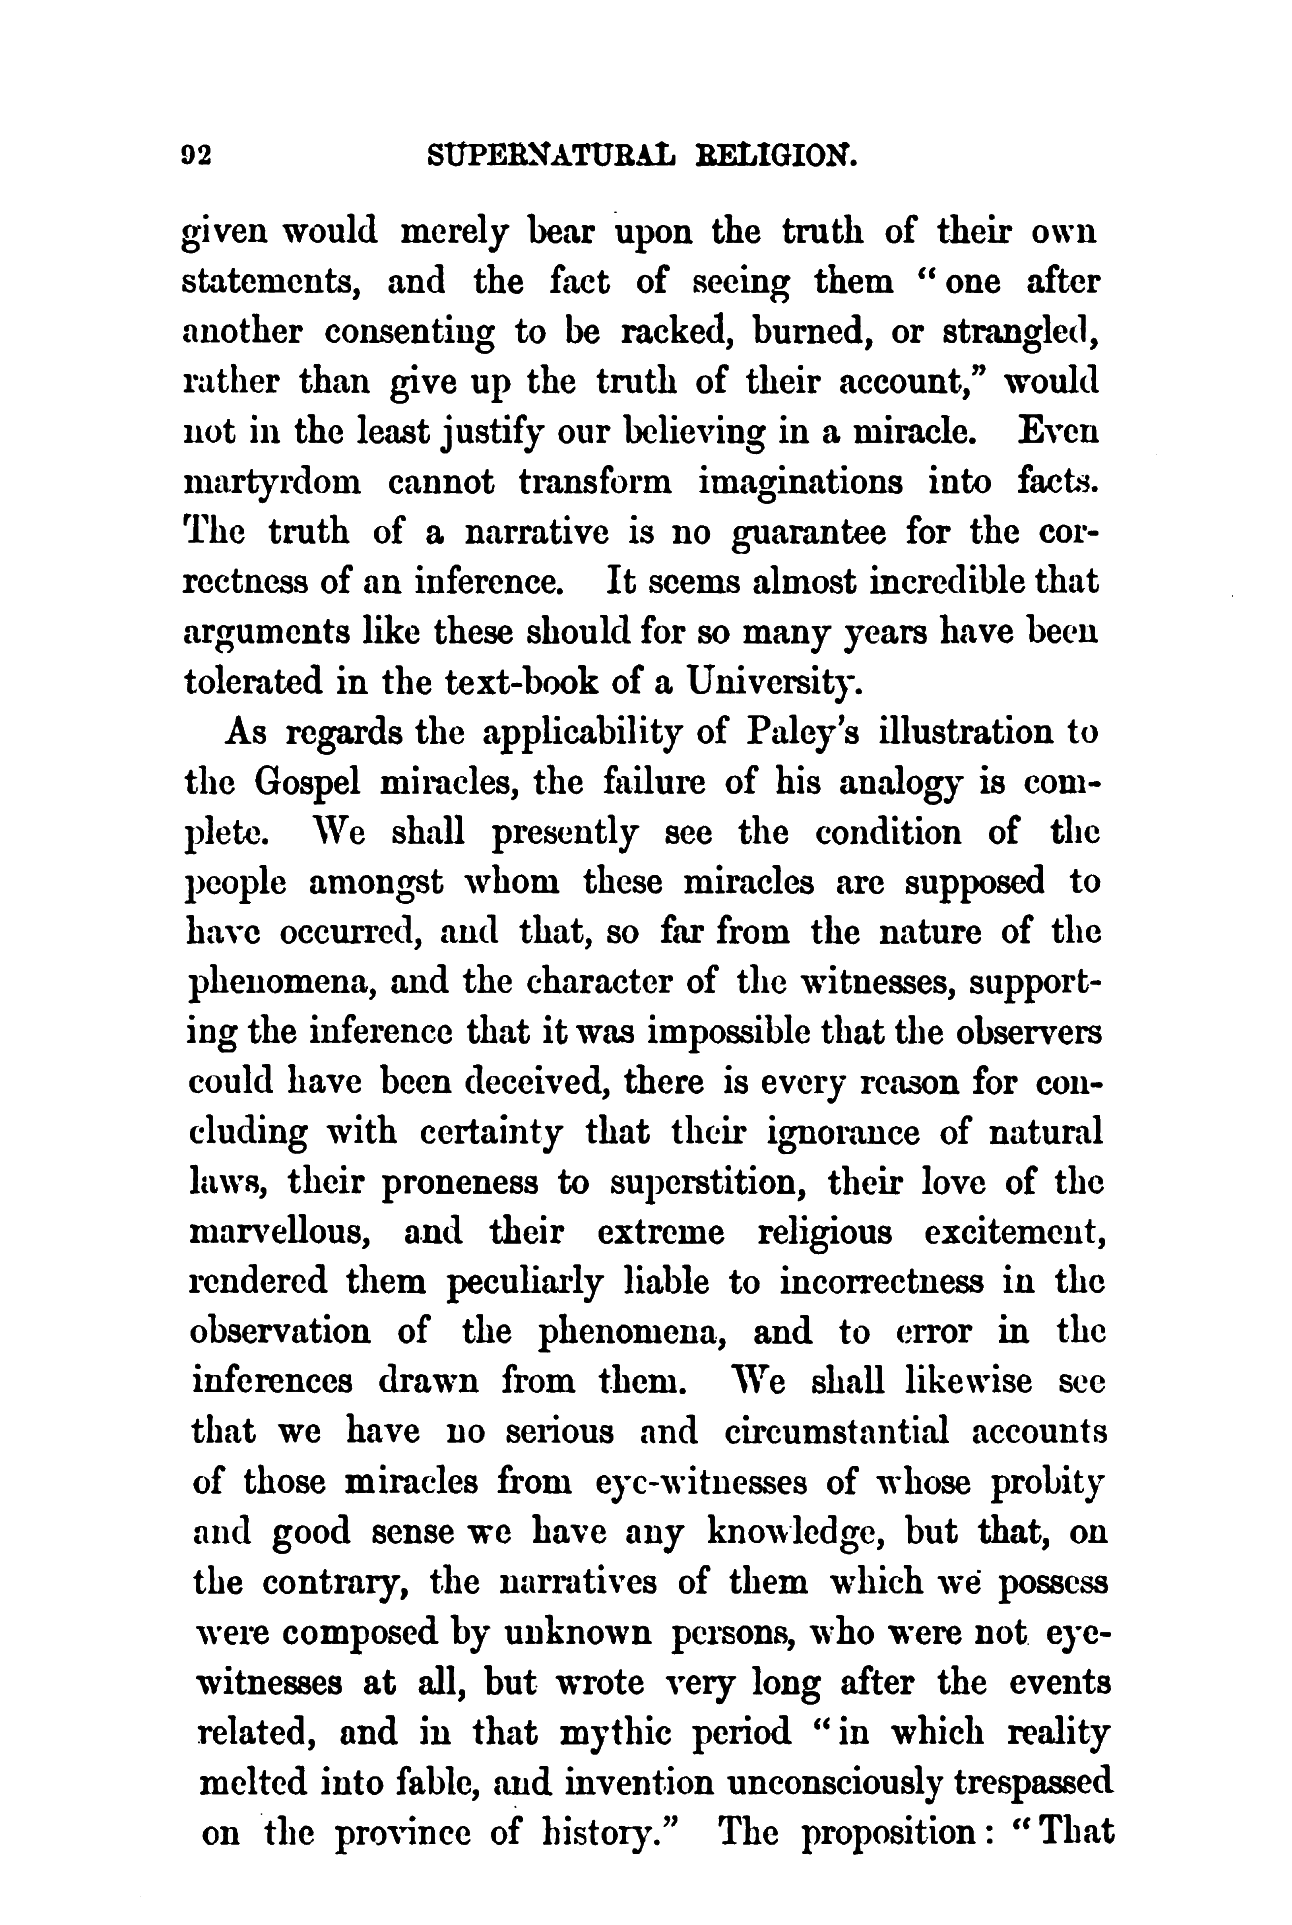 92 SUPERNATURAL RELIGION.
given would merely bear upon the truth of their own
statements, and the fact of seeing them “one after
another consenting to be racked, burned, or strangled,
rather than give up the truth of their account,” would
not in the least justify our believing in a miracle. Even
martyrdom cannot transform imaginations into facts.
The truth of a narrative is no guarantee for the cor-
rectness of an inference. It seems almost incredible that
arguments like these should for so many years have been
tolerated in the text-book of a University.
As regards the applicability of Paley’s illustration to
the Gospel miracles, the failure of his analogy is com-
plete. We shall presently see the condition of the
people amongst whom these miracles are supposed to
have occurred, and that, so far from the nature of the
phenomena, and the character of the witnesses, support-
ing the inference that it was impossible that the observers
could have been deceived, there is every reason for con-
cluding with certainty that their ignorance of natural
laws, their proneness to superstition, their love of the
marvellous, and their extreme religious excitement,
rendered them peculiarly liable to incorrectness in the
observation of the phenomena, and to error in the
inferences drawn from them. We shall likewise see
that we have no serious and circumstantial accounts
of those miracles from eye-witnesses of whose probity
and good sense we have any knowledge, but that, on
the contrary, the narratives of them which we possess
were composed by unknown persons, who were not eye-
witnesses at all, but wrote very long after the events
related, and in that mythic period “in which reality
melted into fable, and invention unconsciously trespassed
on the province of history.” The proposition: “That